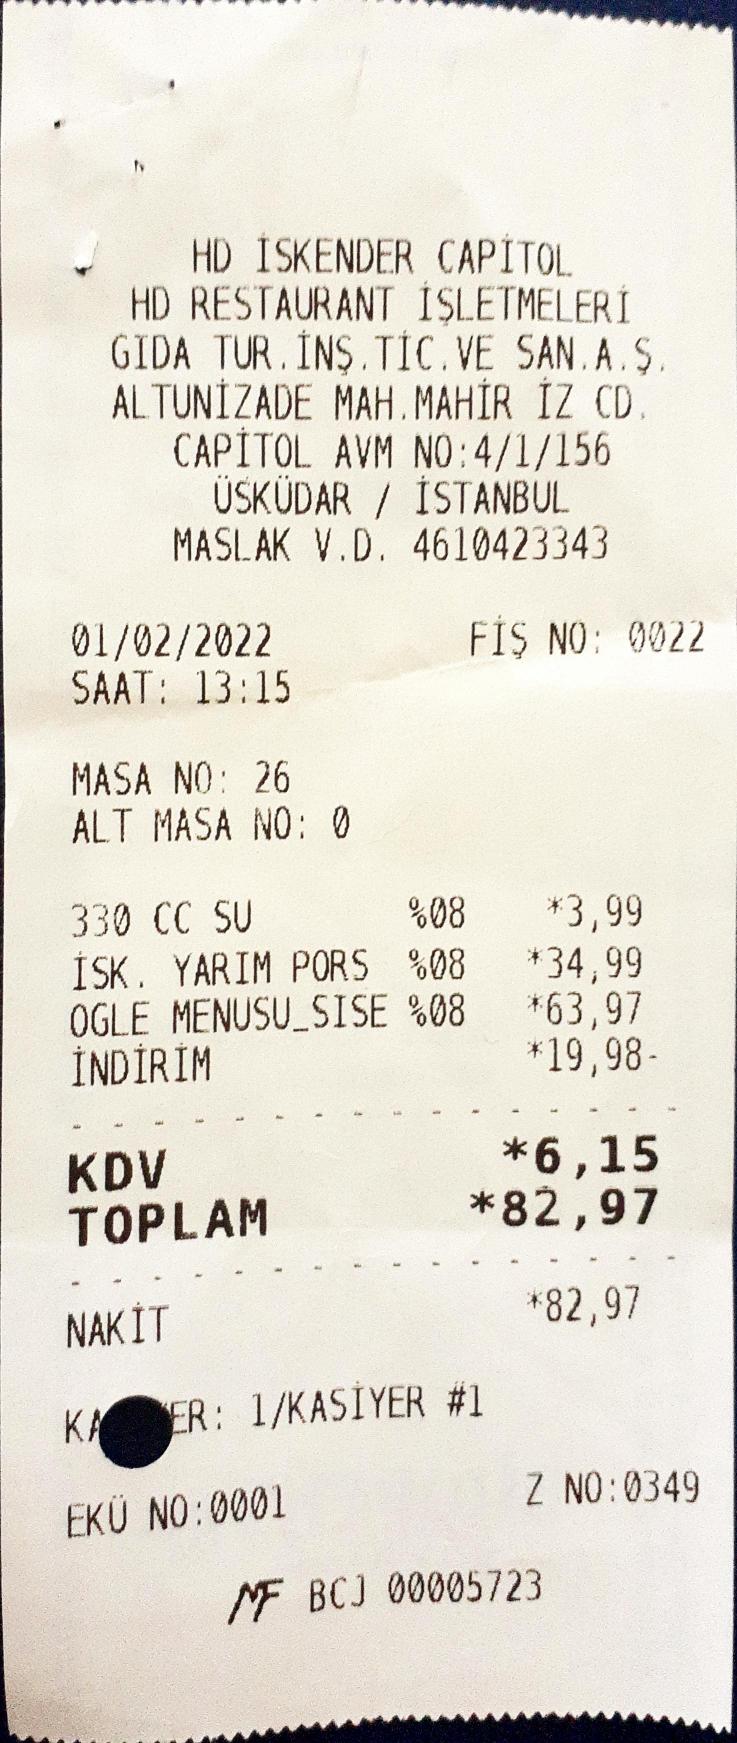 HD İSKENDER CAPİTOL
HD RESTAURANT İŞLETMELERİ
GIDA TUR.İNŞ.TİC.VE SAN.A.Ş.
ALTUNİZADE MAH.MAHİR İZ CD.
CAPİTOL AVM NO:4/1/156
ÜSKÜDAR / İSTANBUL
MASLAK V.D. 4610423343
01/02/2022 FİŞ NO: 0022
SAAT: 13:15
MASA NO: 26
ALT MASA NO: 0
330 CC SU %08 *3,99
İSK. YARIM PORS %08 *34,99
OGLE MENUSU_SISE %08 *63,97
İNDİRİM *19,98-
KDV *6,15
TOPLAM *82,97
NAKİT *82,97
1/KASİYER #1
EKÜ NO:0001 Z NO:0349
MF BCJ 00005723